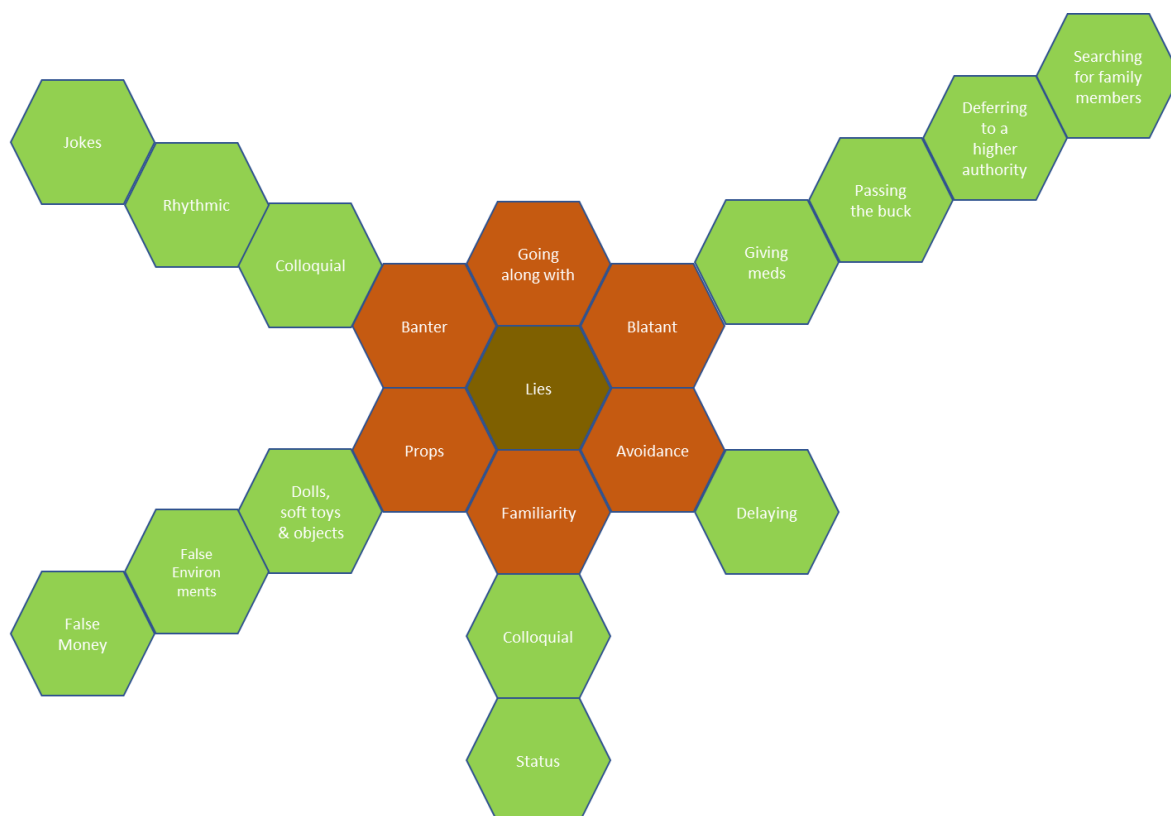 Searching
for family
members
Deferring
to a
higher
authority
Jokes
Passing
the buck
Rhythmic
Giving
meds
Colloquial
Going
along with
Banter
Blatant
Lies
Props
Avoidance
Dolls,
soft toys
& objects
Familiarity
Delaying
False
Environ
ments
False
Money
Colloquial
Status